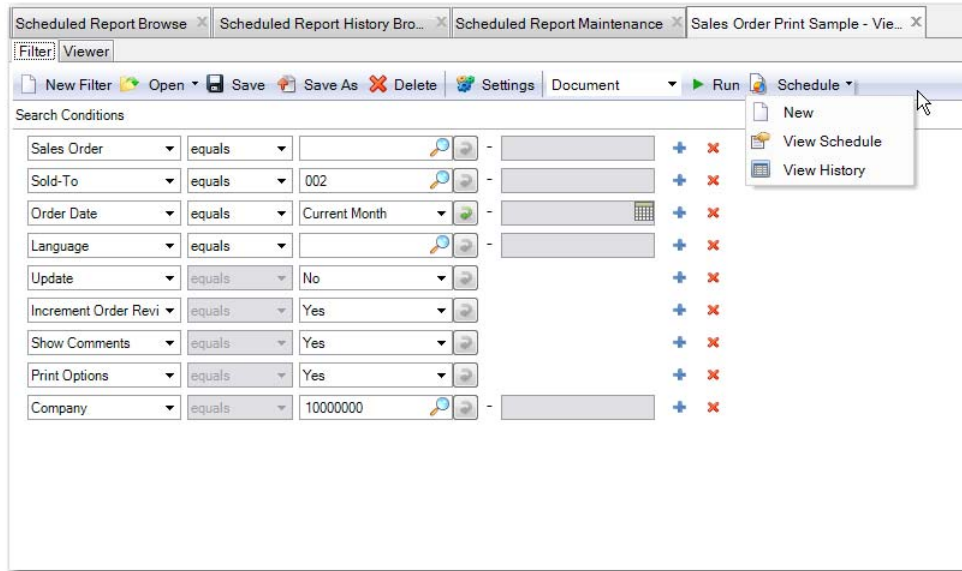 Scheduled Report Browse Scheduled Report History Bro... Scheduled Report Maintenance Sales Order Print Sample - Vie...
Filter Viewer
New Filter Open Save Save As Delete Settings Document Run Schedule
Search Conditions
New
Sales Order equals -
View Schedule
Sold-To equals 002 -
View History
Order Date equals Current Month -
Language equals -
Update equals No
Increment Order Revi equals Yes
Show Comments equals Yes
Print Options equals Yes
Company equals 10000000 -